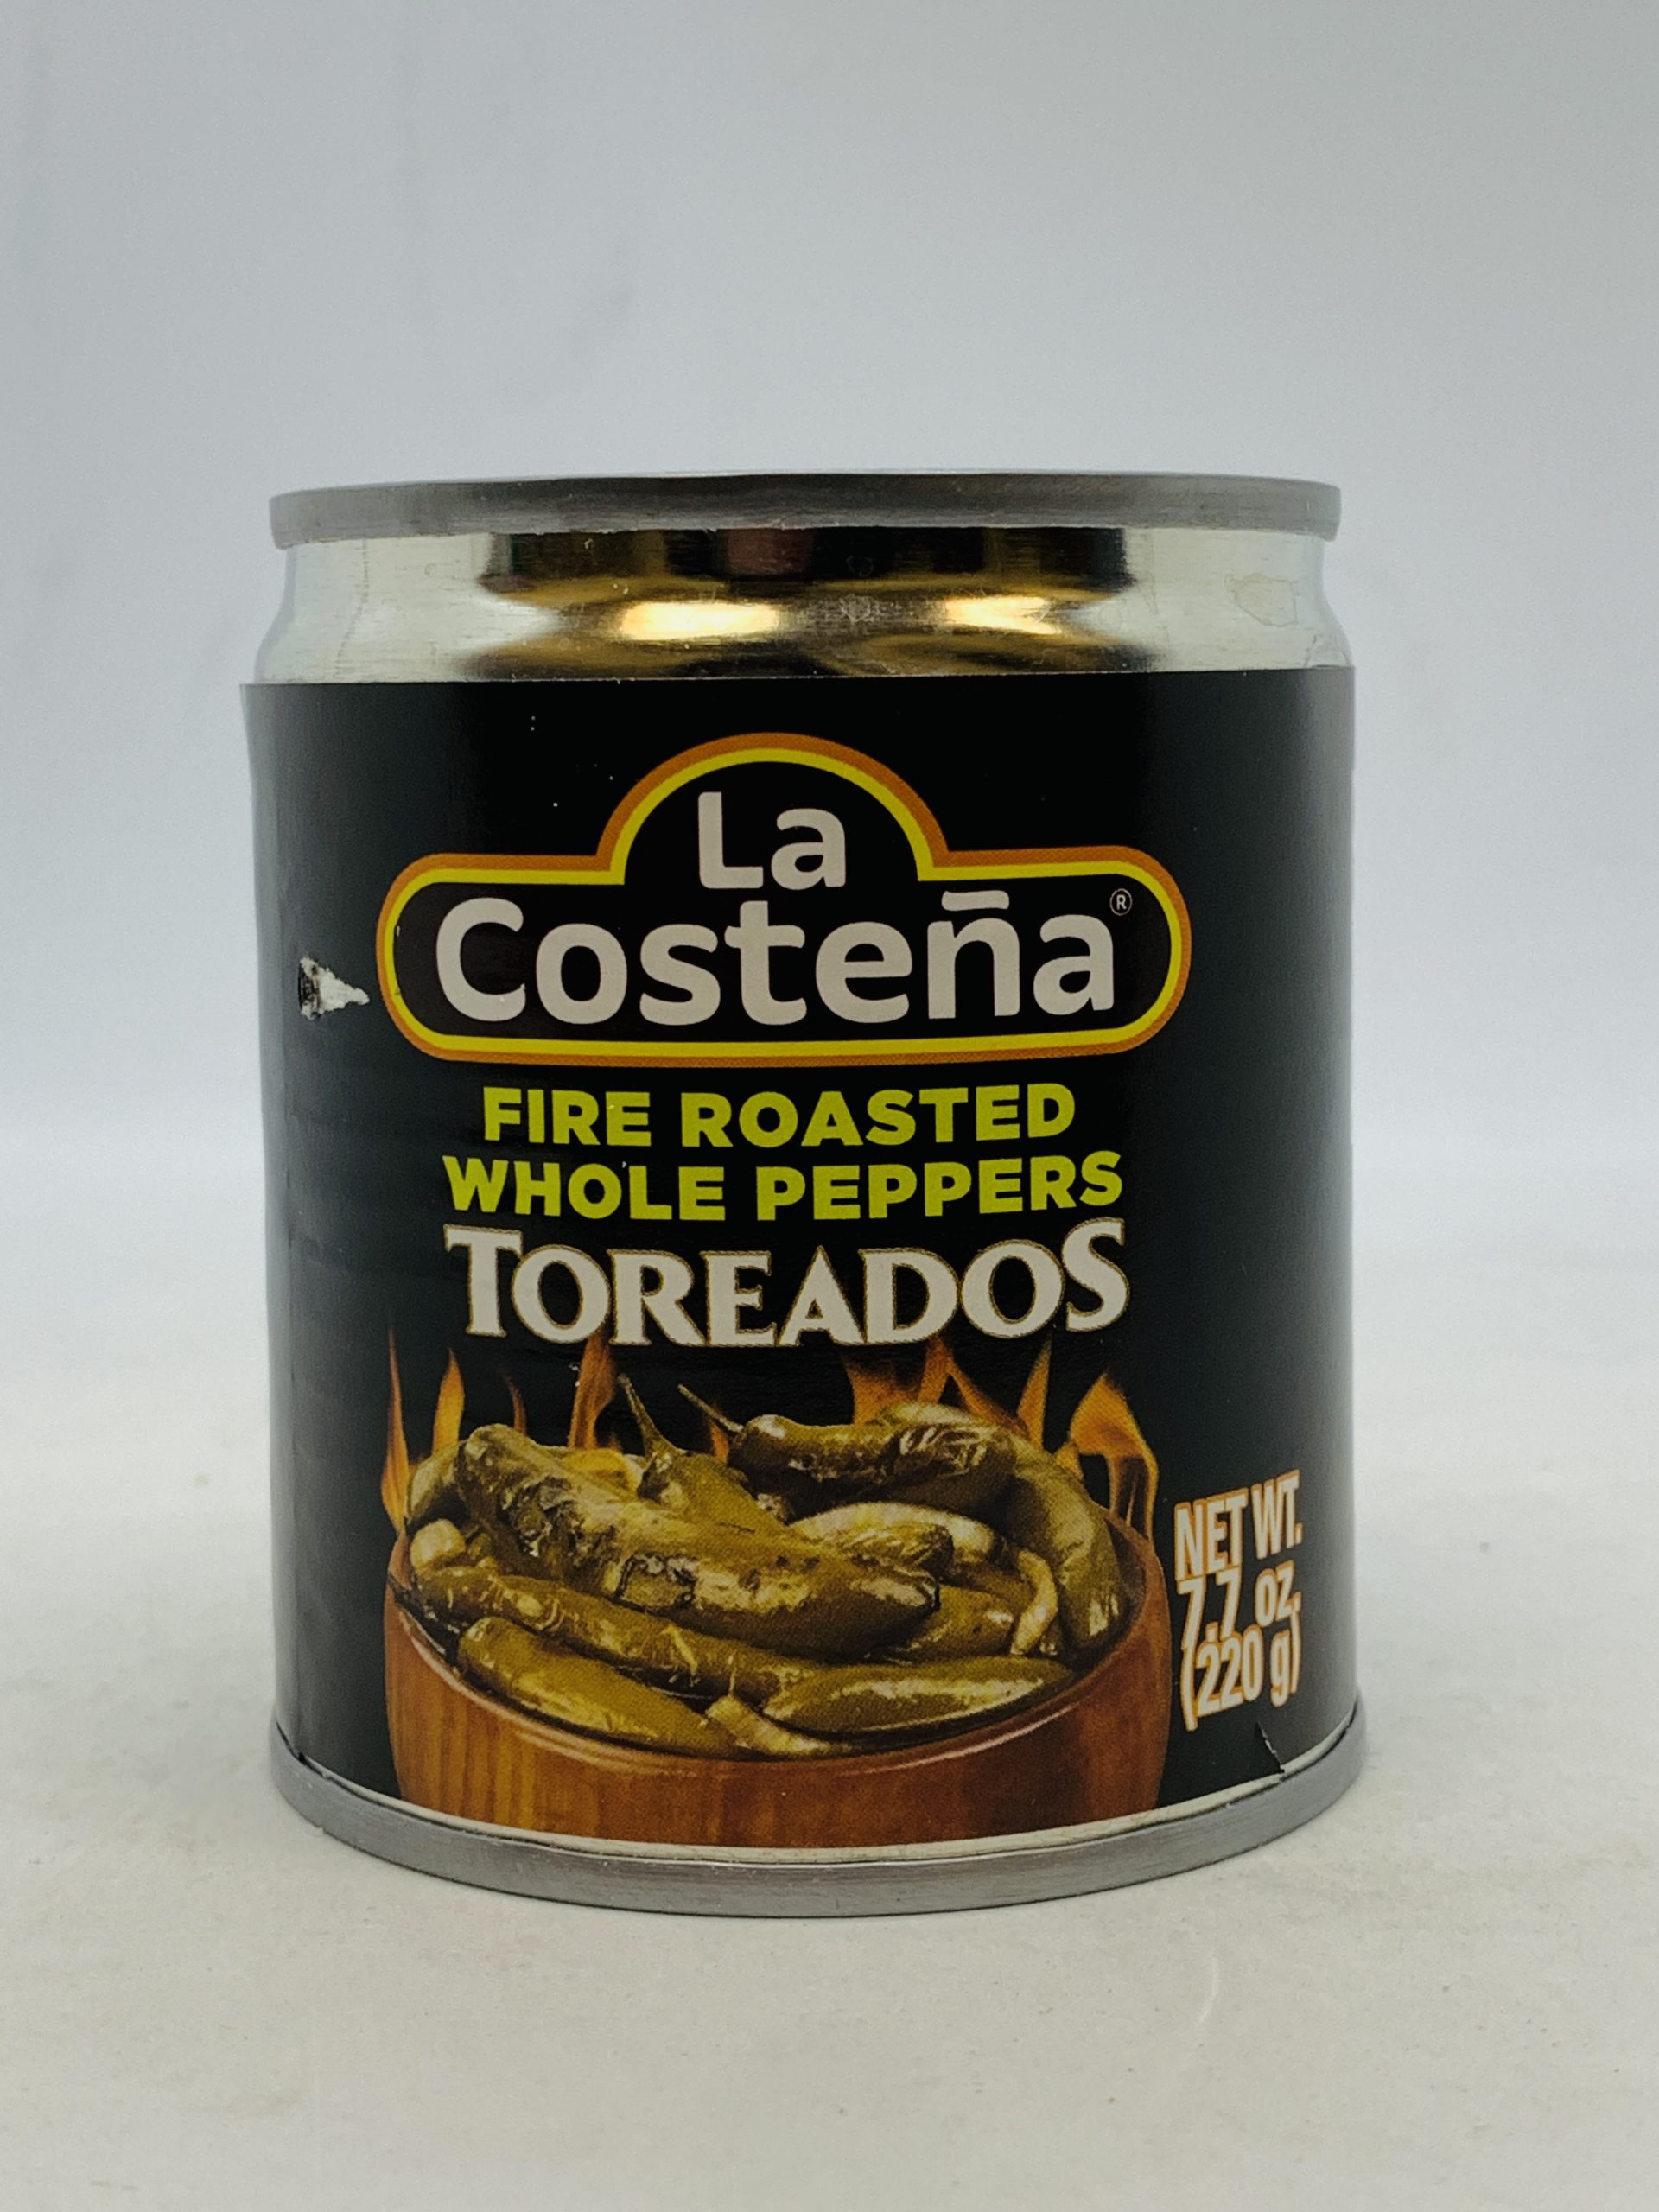 La
Costeña®
FIRE ROASTED
WHOLE PEPPERS
TOREADOS
NET WT.
7.7 oz.
(220 g)